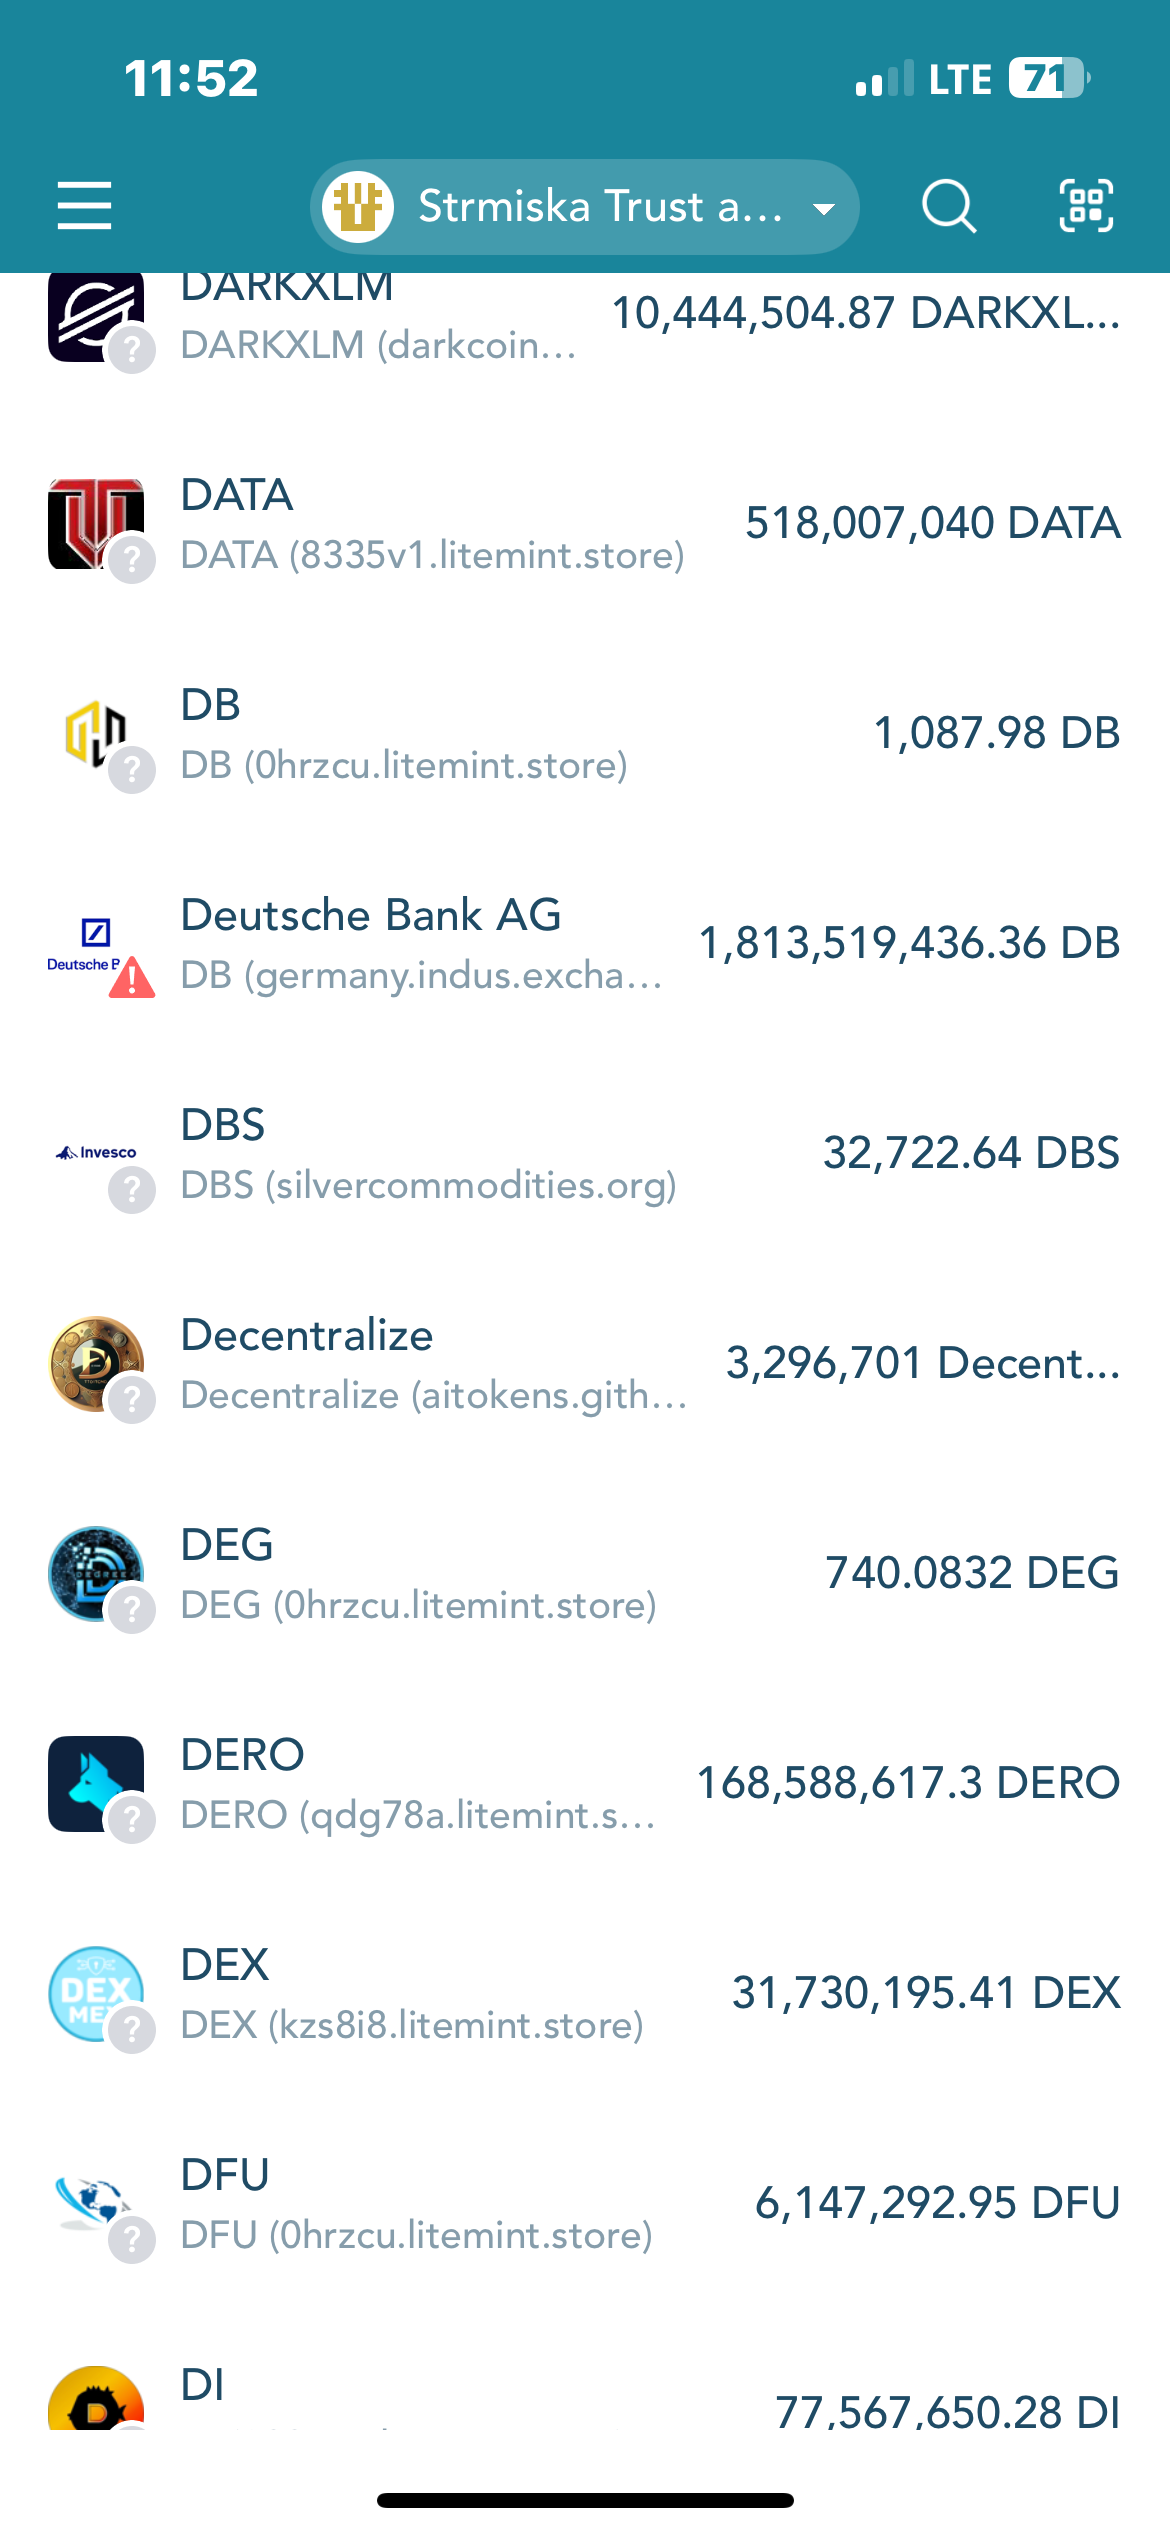 11:52
LTE 71
Strmiska Trust a...
DARKXLM
10,444,504.87 DARKXL...
DARKXLM (darkcoin...
DATA
518,007,040 DATA
DATA (8335v1.litemint.store)
DB
1,087.98 DB
DB (0hrzcu.litemint.store)
Deutsche Bank AG
1,813,519,436.36 DB
Deutsche B
DB (germany.indus.excha...
DBS
32,722.64 DBS
Invesco
DBS (silvercommodities.org)
Decentralize
3,296,701 Decent...
Decentralize (aitokens.gith...
DEG
740.0832 DEG
DEGREE
DEG (0hrzcu.litemint.store)
DERO
168,588,617.3 DERO
DERO (qdg78a.litemint.s...
DEX
31,730,195.41 DEX
DEX
ME
DEX (kzs8i8.litemint.store)
DFU
6,147,292.95 DFU
DFU (0hrzcu.litemint.store)
DI
77,567,650.28 DI